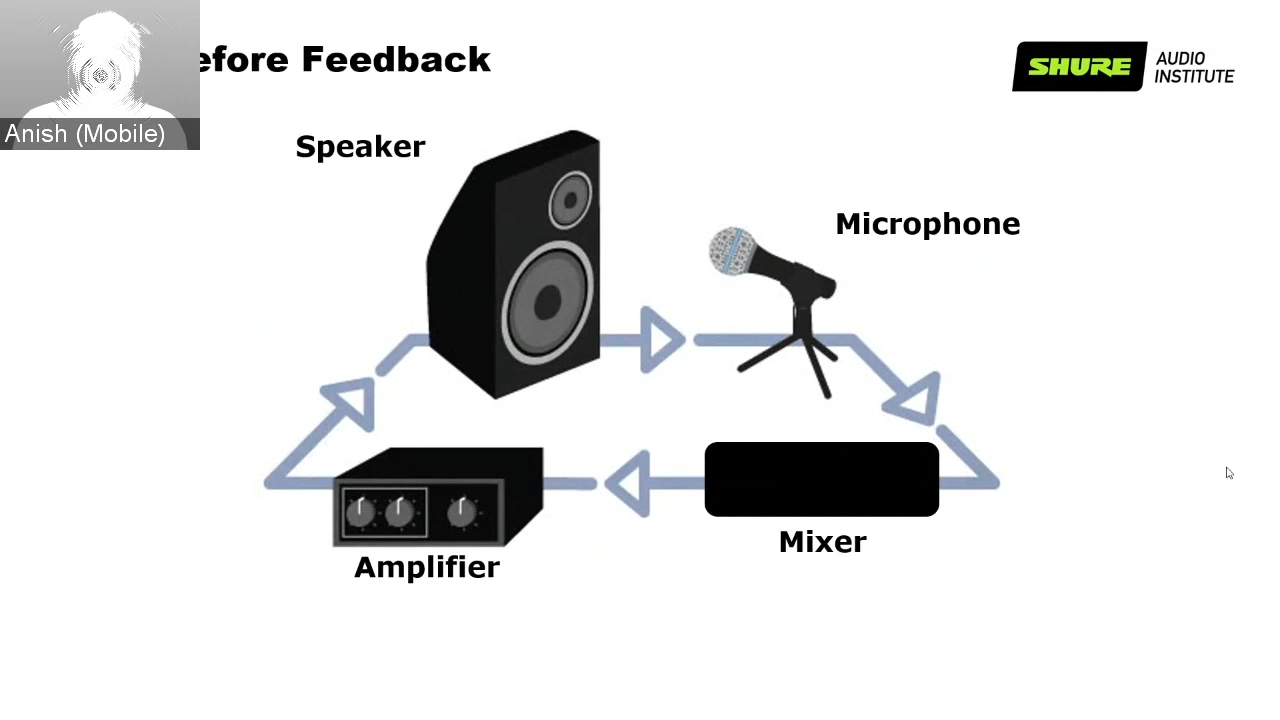 efore Feedback
SHURE AUDIO
INSTITUTE
Anish (Mobile)
Speaker
Microphone
Mixer
Amplifier